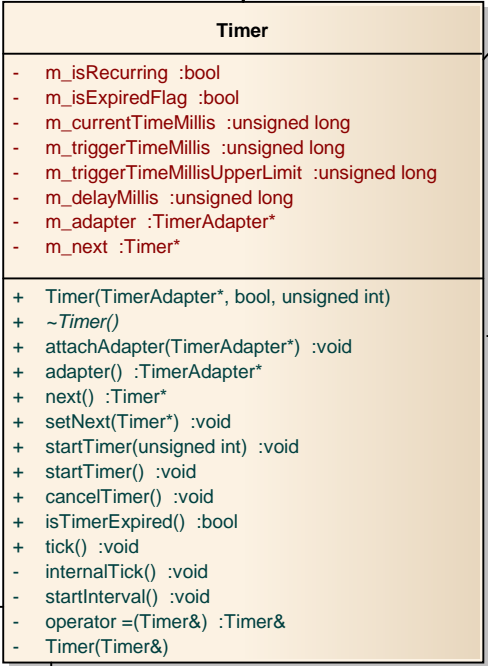 Timer
- m_isRecurring :bool
- m_isExpiredFlag :bool
- m_currentTimeMillis :unsigned long
- m_triggerTimeMillis :unsigned long
- m_triggerTimeMillisUpperLimit :unsigned long
- m_delayMillis :unsigned long
- m_adapter :TimerAdapter*
- m_next :Timer*
+ Timer(TimerAdapter*, bool, unsigned int)
+ ~Timer()
+ attachAdapter(TimerAdapter*) :void
+ adapter() :TimerAdapter*
+ next() :Timer*
+ setNext(Timer*) :void
+ startTimer(unsigned int) :void
+ startTimer() :void
+ cancelTimer() :void
+ isTimerExpired() :bool
+ tick() :void
- internalTick() :void
- startInterval() :void
- operator =(Timer&) :Timer&
- Timer(Timer&)